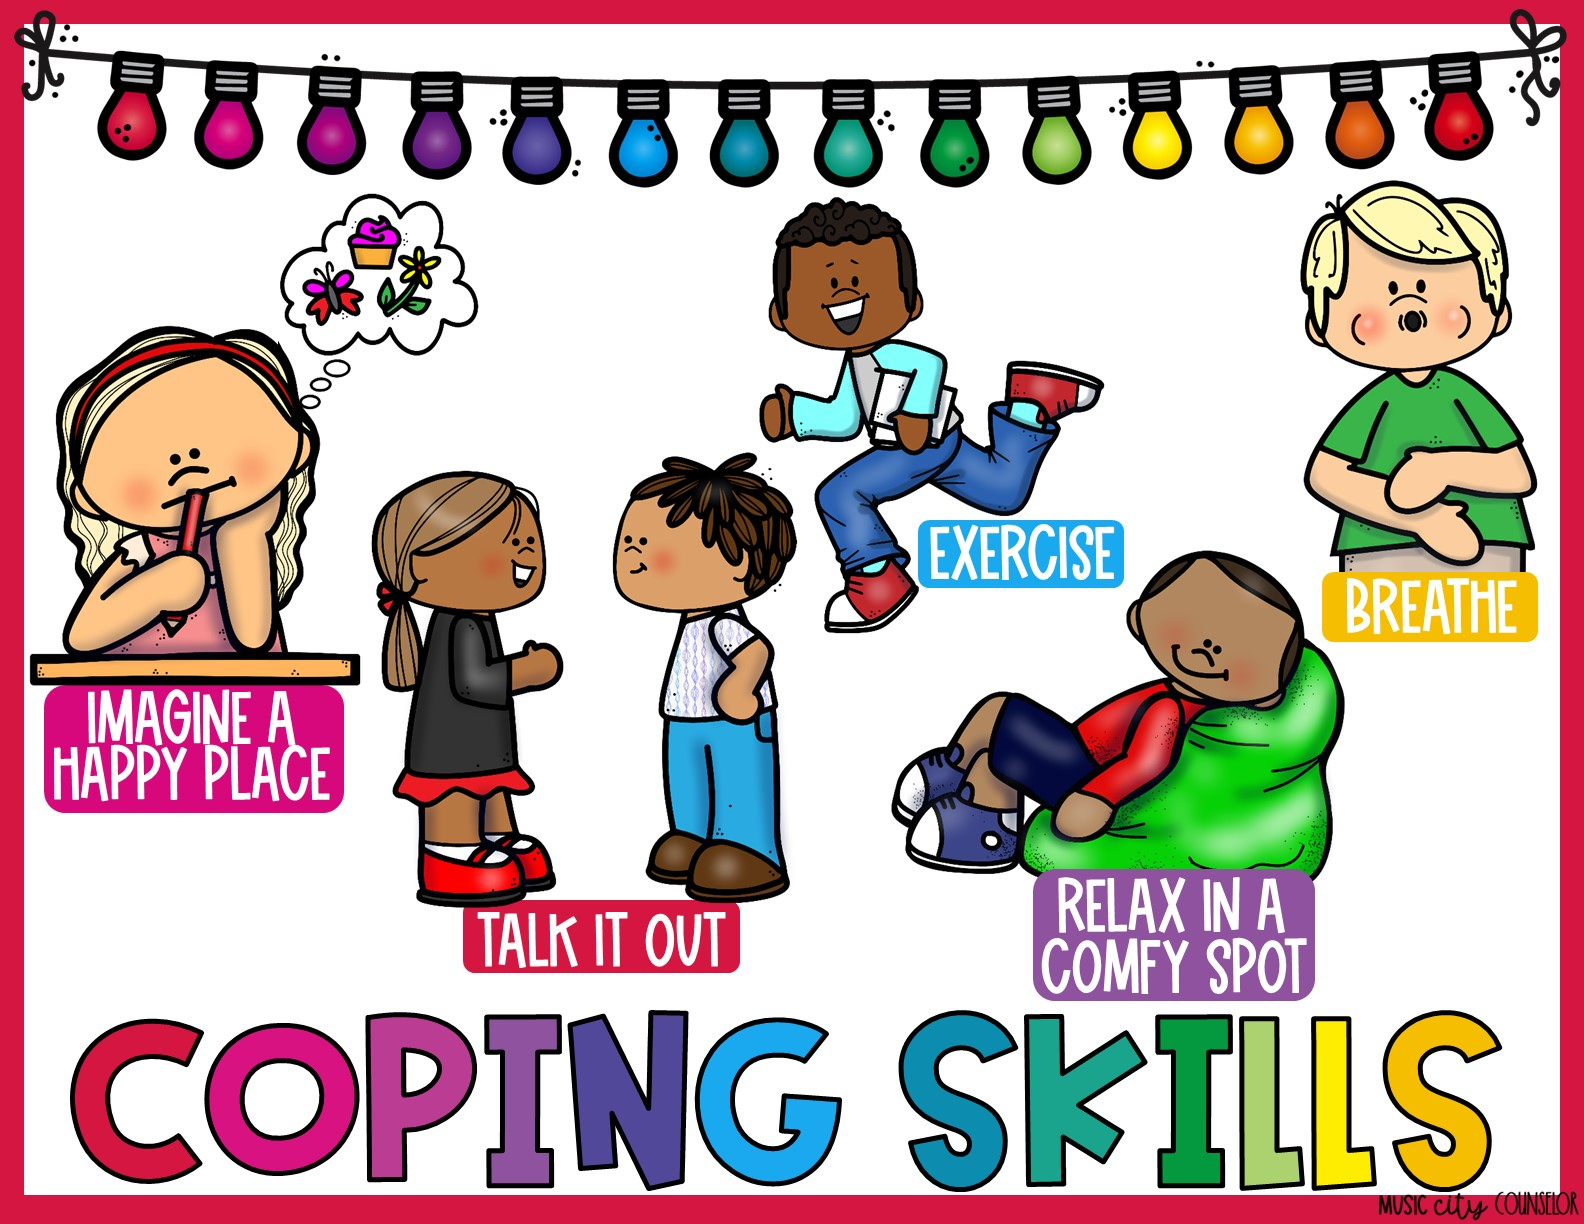 EXERCISE
BREATHE
IMAGINE A
HAPPY PLACE
TALK IT OUT
RELAX IN A
COMFY SPOT
COPING SKILLS
MUSIC city COUNSELOR